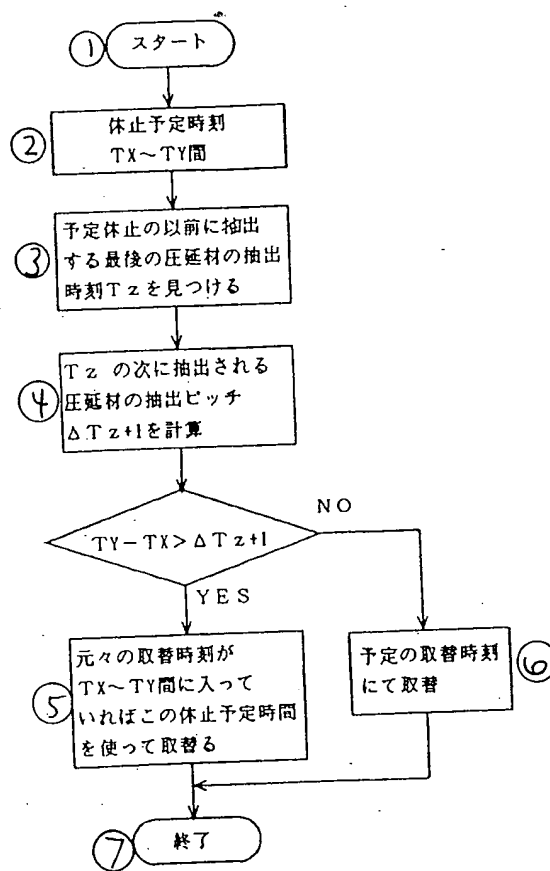 ① スタート
② 休止予定時刻
TX～TY間
③ 予定休止の以前に抽出
する最後の圧延材の抽出
時刻Tzを見つける
④ Tz の次に抽出される
圧延材の抽出ピッチ
ΔTz+1を計算
TY－TX＞ΔTz+1
NO
YES
⑤ 元々の取替時刻が
TX～TY間に入って
いればこの休止予定時間
を使って取替る
⑥ 予定の取替時刻
にて取替
⑦ 終了